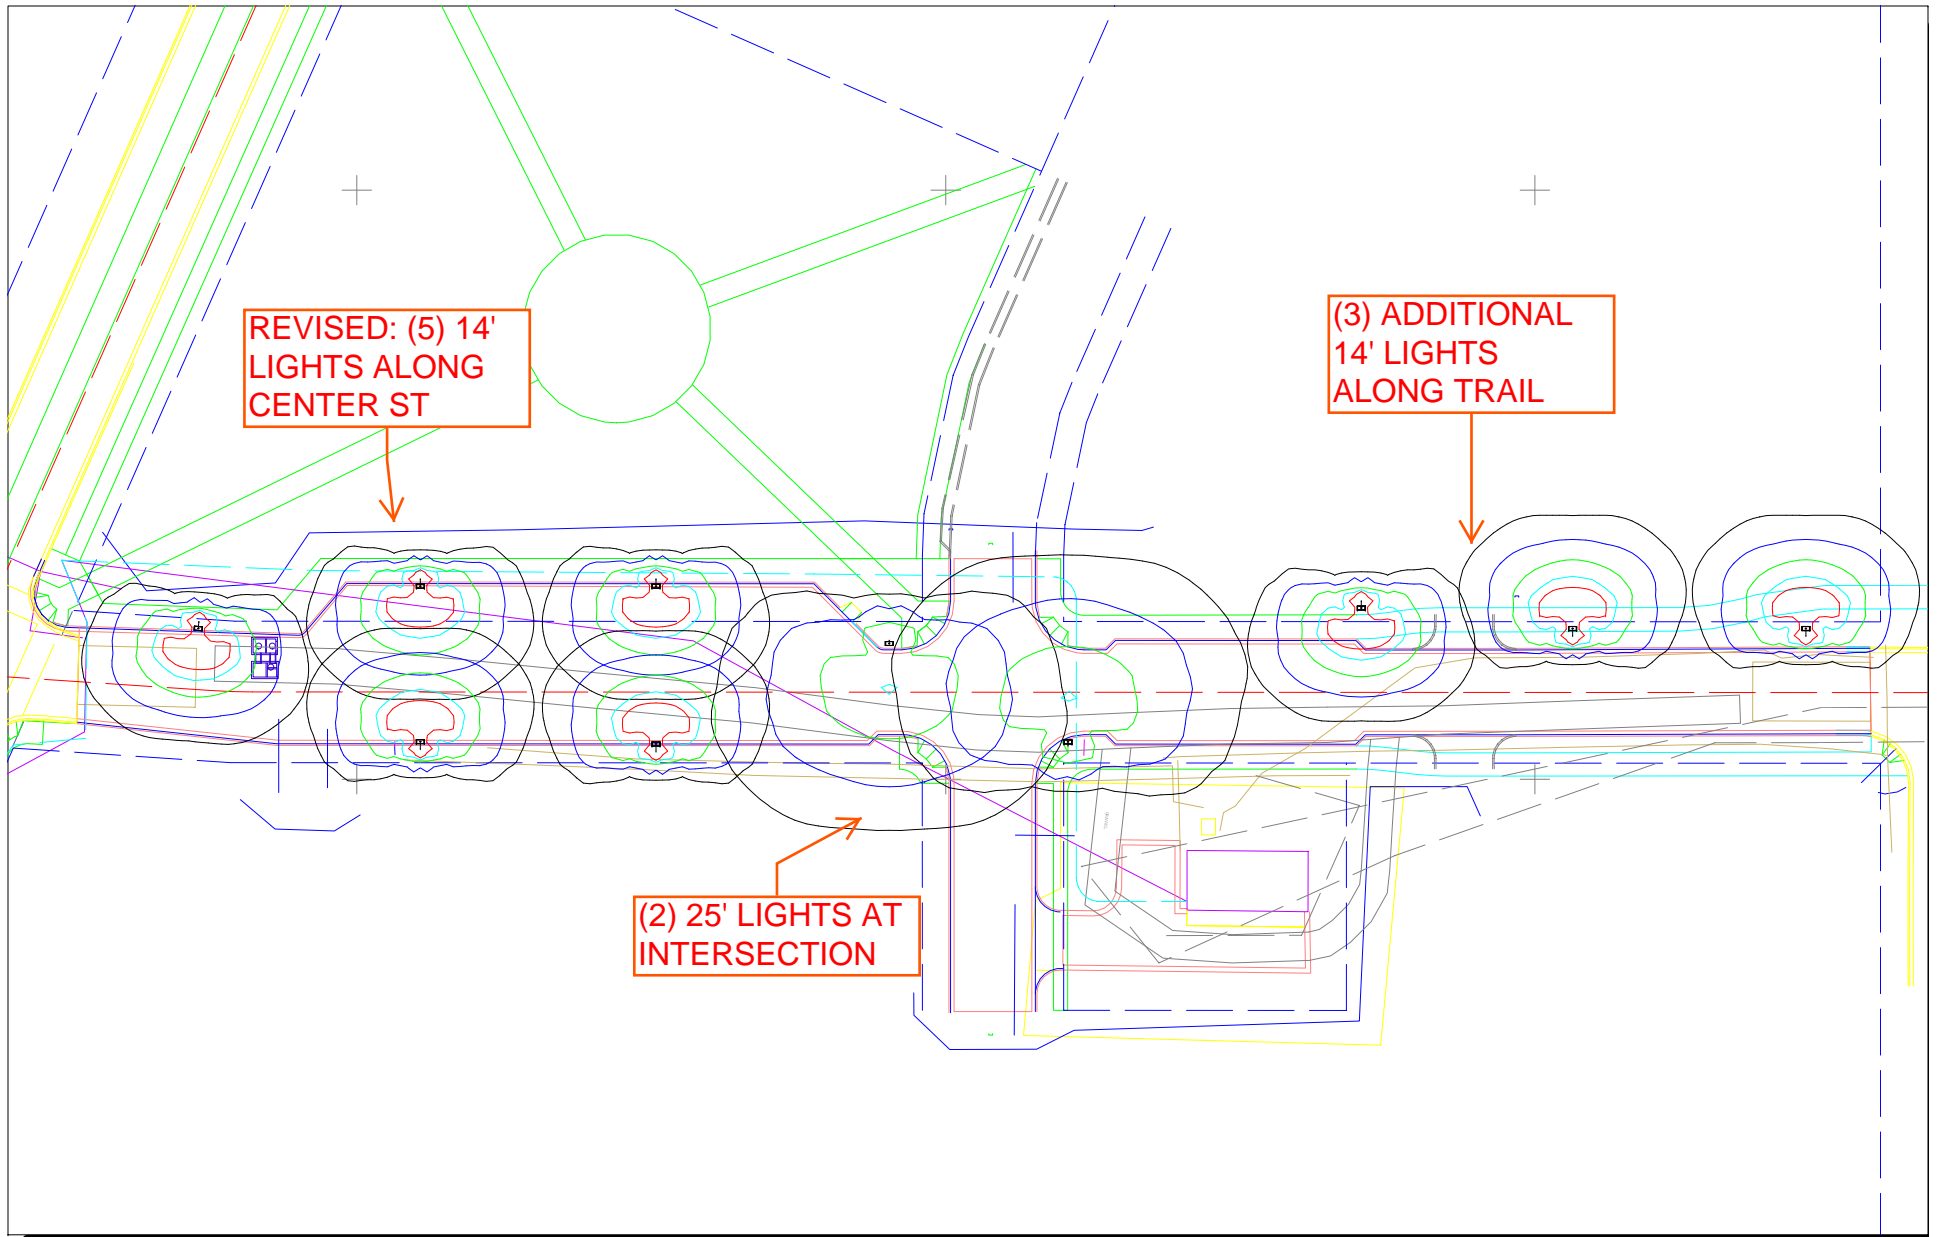 REVISED: (5) 14'
LIGHTS ALONG
CENTER ST
(3) ADDITIONAL
14' LIGHTS
ALONG TRAIL
(2) 25' LIGHTS AT
INTERSECTION